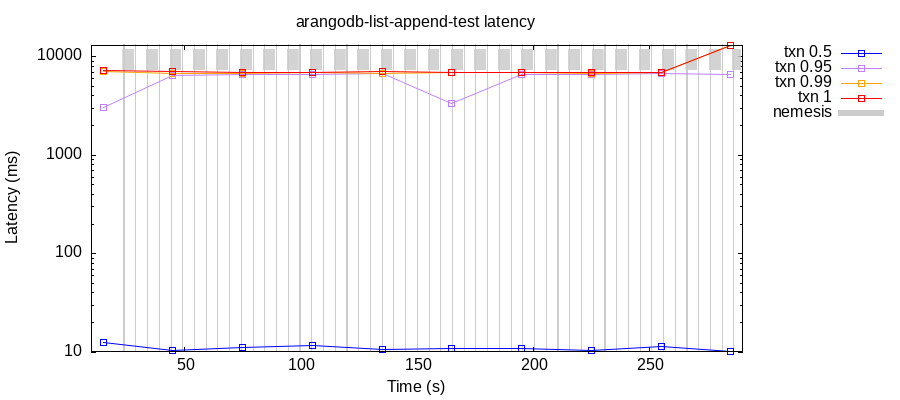 arangodb-list-append-test latency
Latency (ms)
10000
1000
100
10
50
100
150
200
250
Time (s)
txn 0.5
txn 0.95
txn 0.99
txn 1
nemesis